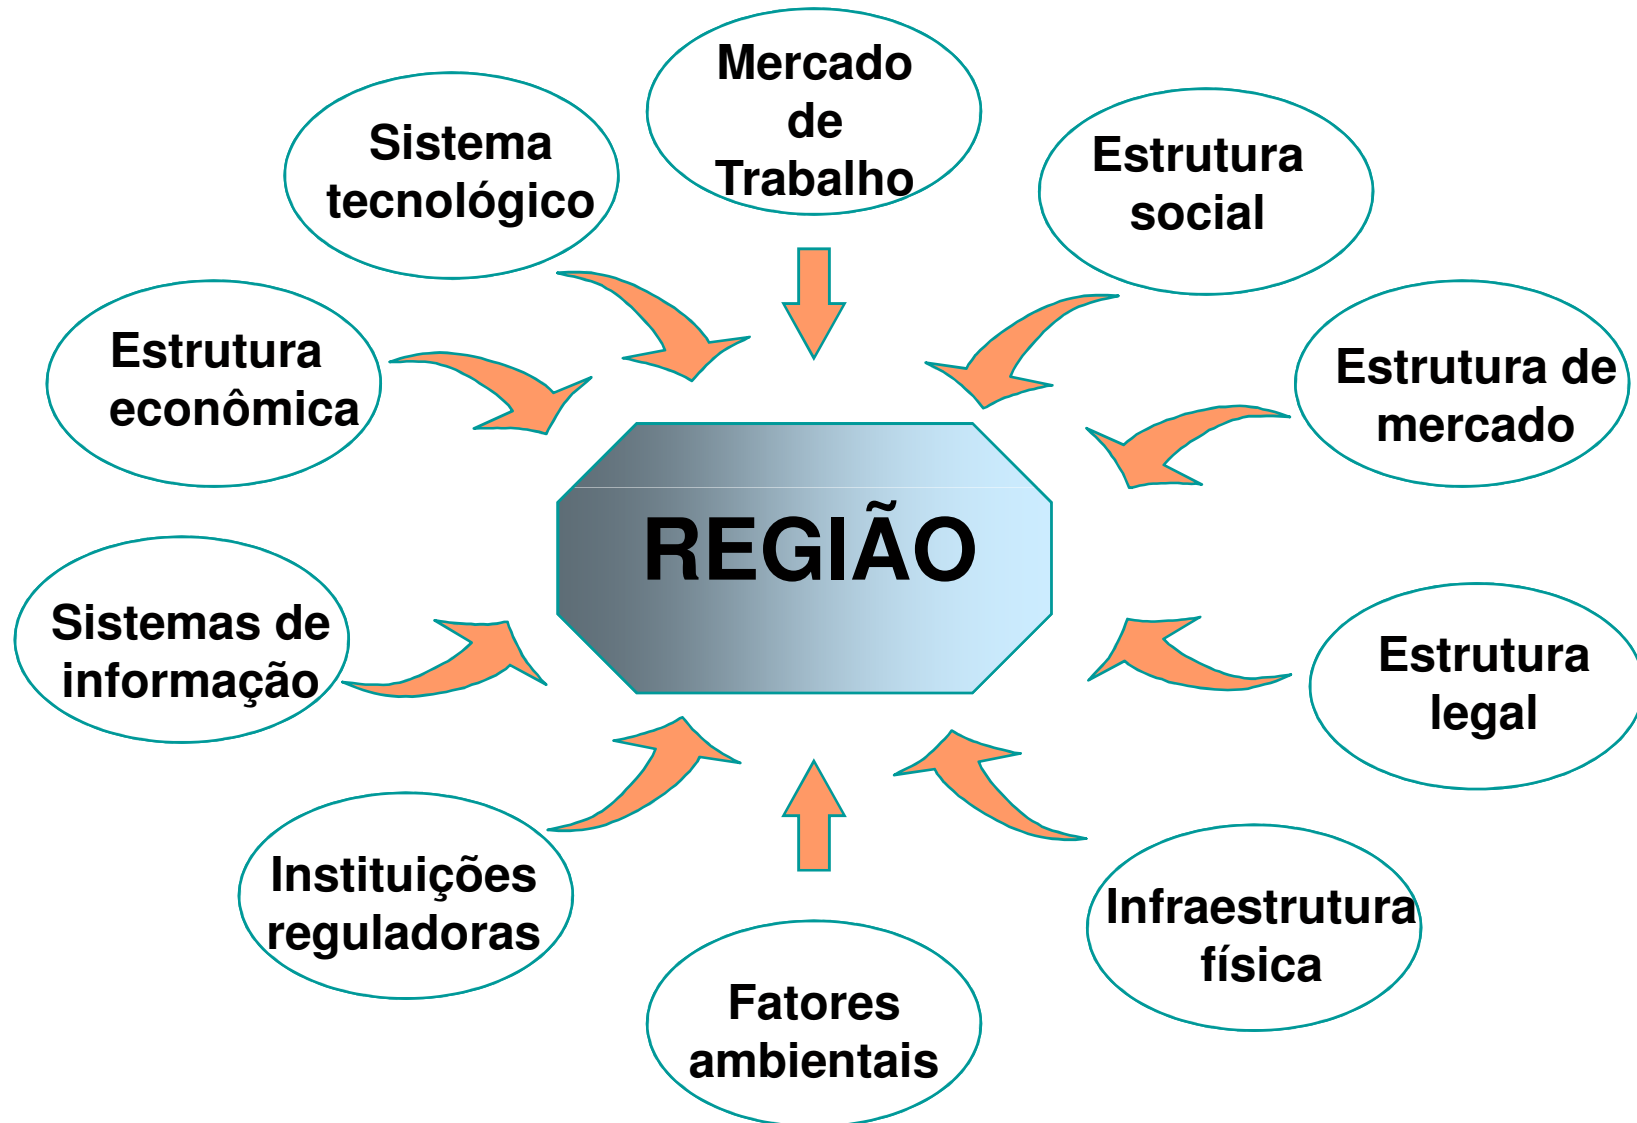 Mercado
de
Trabalho
Sistema
tecnológico
Estrutura
social
Estrutura
econômica
Estrutura de
mercado
REGIÃO
Sistemas de
informação
Estrutura
legal
Instituições
reguladoras
Infraestrutura
física
Fatores
ambientais